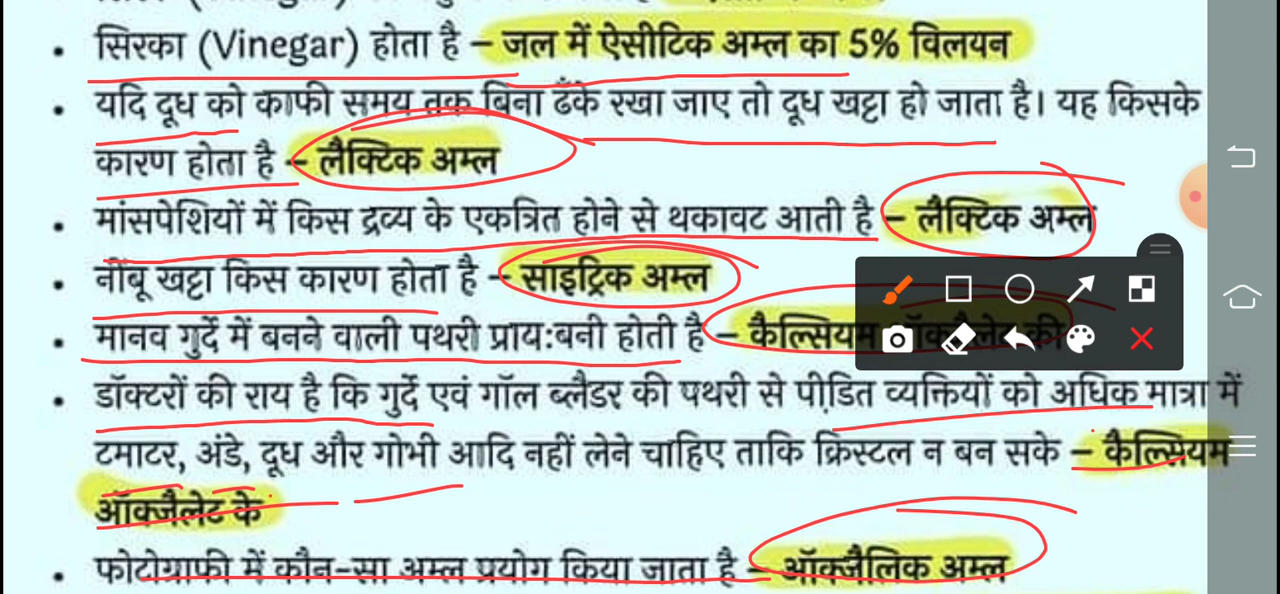 • सिरका (Vinegar) होता है – जल में ऐसीटिक अम्ल का 5% विलयन
• यदि दूध को काफी समय तक बिना ढँके रखा जाए तो दूध खट्टा हो जाता है। यह किसके
कारण होता है – लैक्टिक अम्ल
• मांसपेशियों में किस द्रव्य के एकत्रित होने से थकावट आती है – लैक्टिक अम्ल
• नींबू खट्टा किस कारण होता है – साइट्रिक अम्ल
• मानव गुर्दे में बनने वाली पथरी प्राय:बनी होती है – कैल्सियम ऑक्जैलेट की
• डॉक्टरों की राय है कि गुर्दे एवं गॉल ब्लैडर की पथरी से पीड़ित व्यक्तियों को अधिक मात्रा में
टमाटर, अंडे, दूध और गोभी आदि नहीं लेने चाहिए ताकि क्रिस्टल न बन सके – कैल्सियम
ऑक्जैलेट के
• फोटोग्राफी में कौन-सा अम्ल प्रयोग किया जाता है – ऑक्जैलिक अम्ल